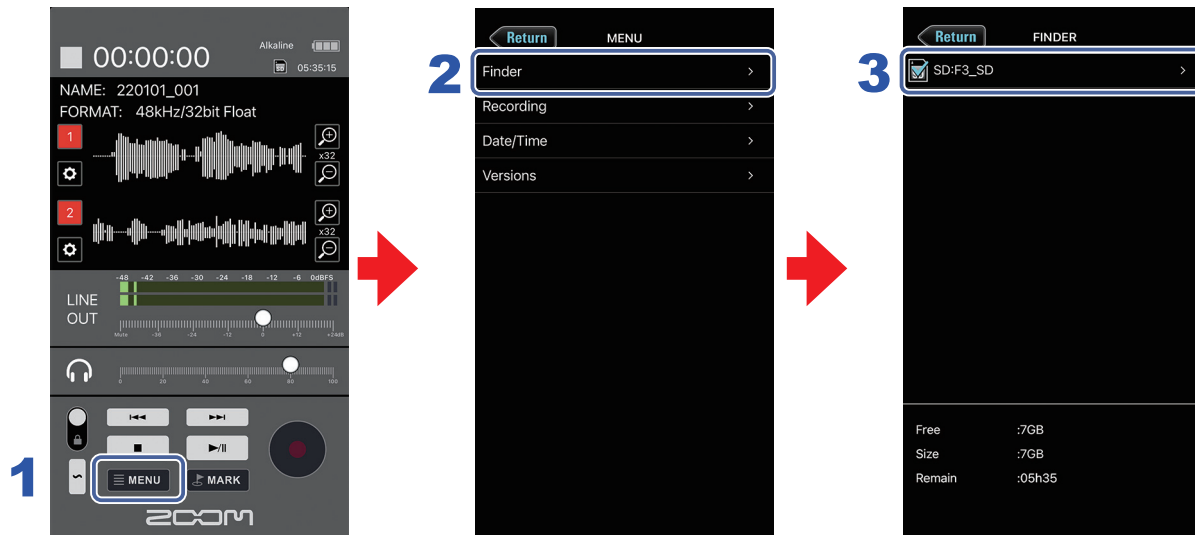 00:00:00
Alkaline
05:35:15
NAME: 220101_001
FORMAT: 48kHz/32bit Float
1
x32
2
x32
-48 -42 -36 -30 -24 -18 -12 -6 0dBFS
LINE
OUT
Mute -36 -24 -12 0 +12 +24dB
0 20 40 60 80 100
1
MENU
MARK
ZOOM
2
Return
MENU
Finder
Recording
Date/Time
Versions
3
Return
FINDER
SD:F3_SD
Free :7GB
Size :7GB
Remain :05h35